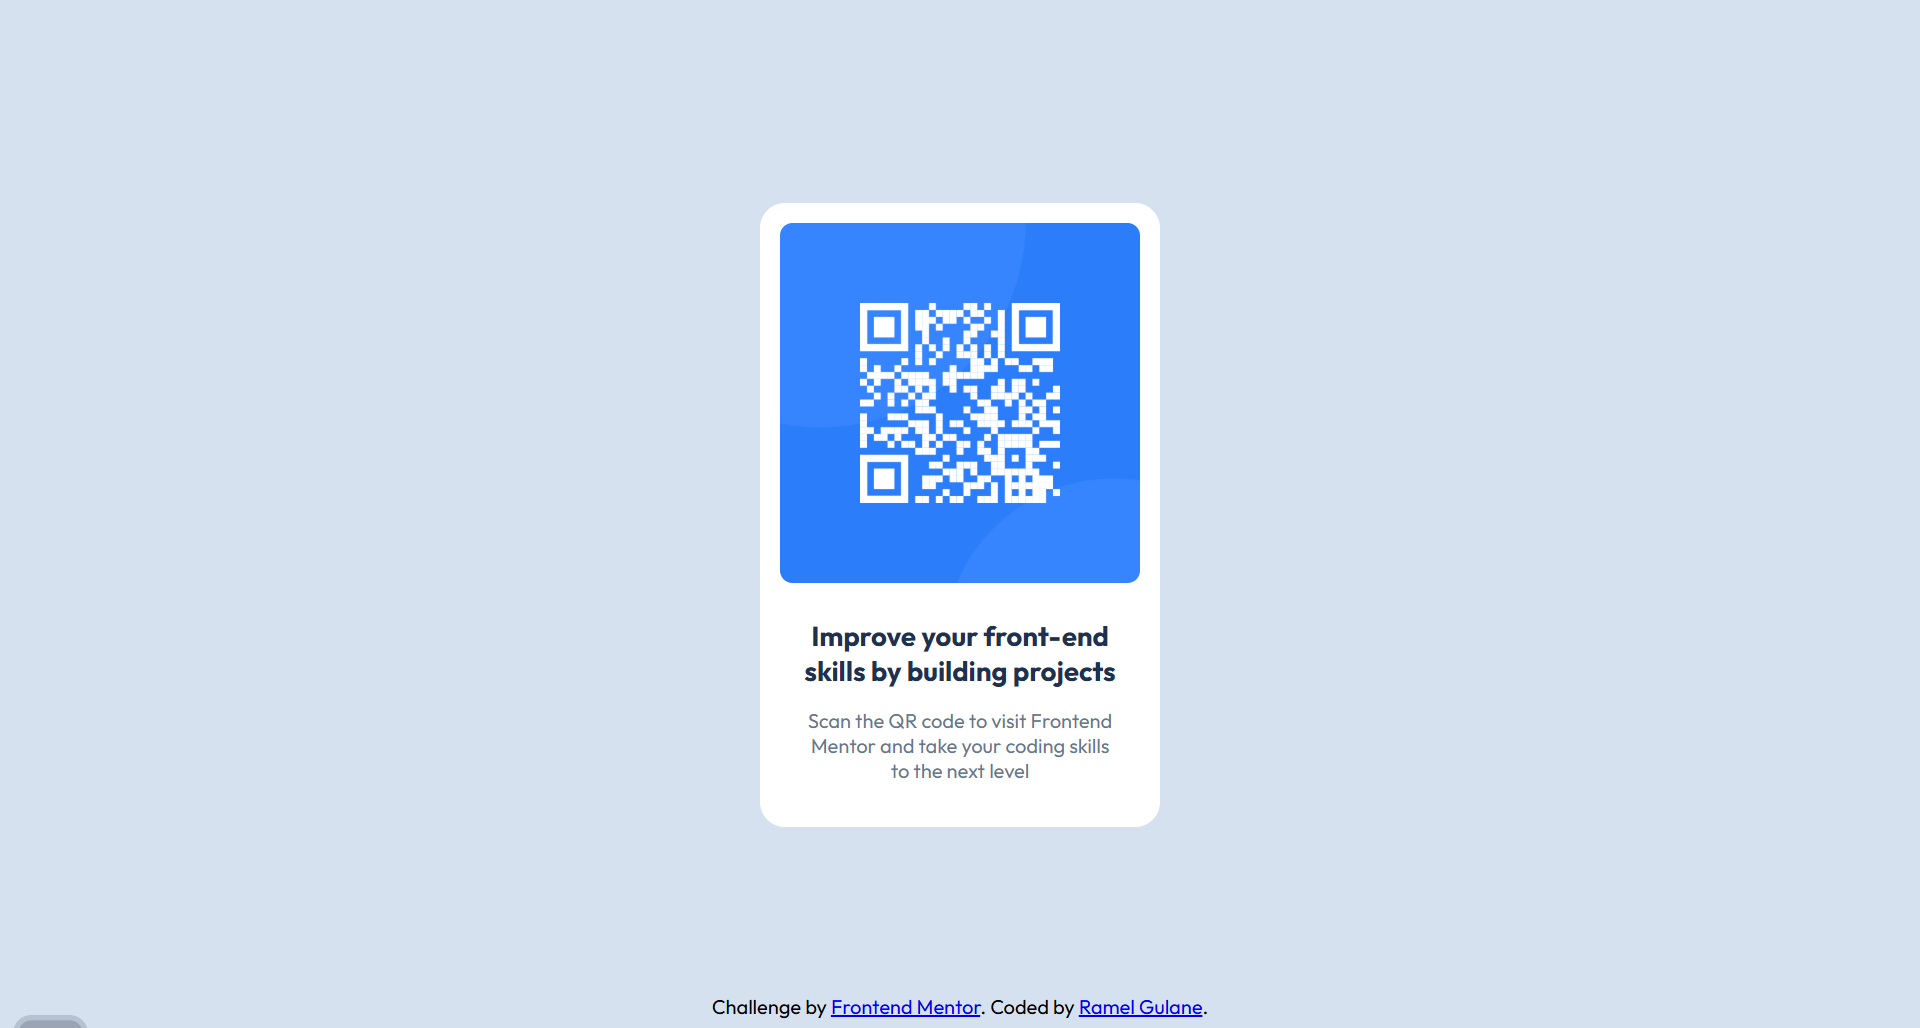 Improve your front-end
skills by building projects
Scan the QR code to visit Frontend
Mentor and take your coding skills
to the next level
Challenge by Frontend Mentor. Coded by Ramel Gulane.